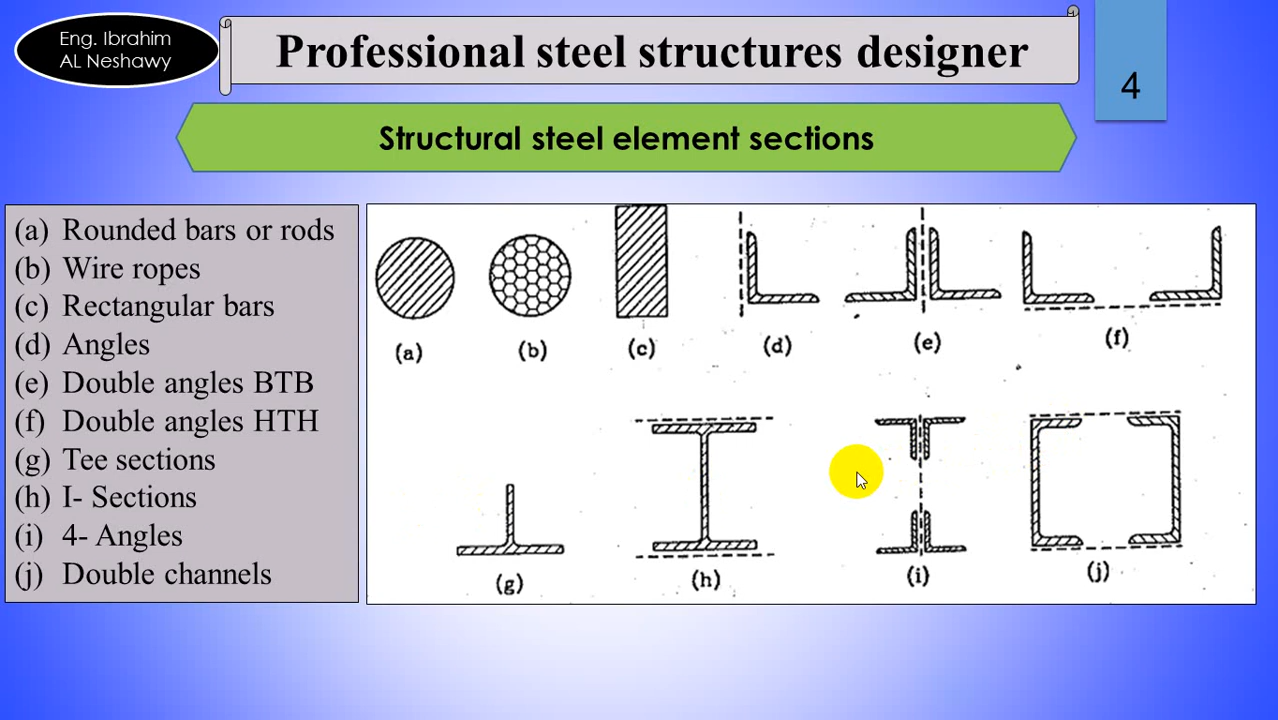 Eng. Ibrahim
AL Neshawy
Professional steel structures designer
4
Structural steel element sections
(a) Rounded bars or rods
(b) Wire ropes
(c) Rectangular bars
(d) Angles
(e) Double angles BTB
(f) Double angles HTH
(g) Tee sections
(h) I- Sections
(i) 4- Angles
(j) Double channels
(a) (b) (c) (d) (e) (f)
(g) (h) (i) (j)